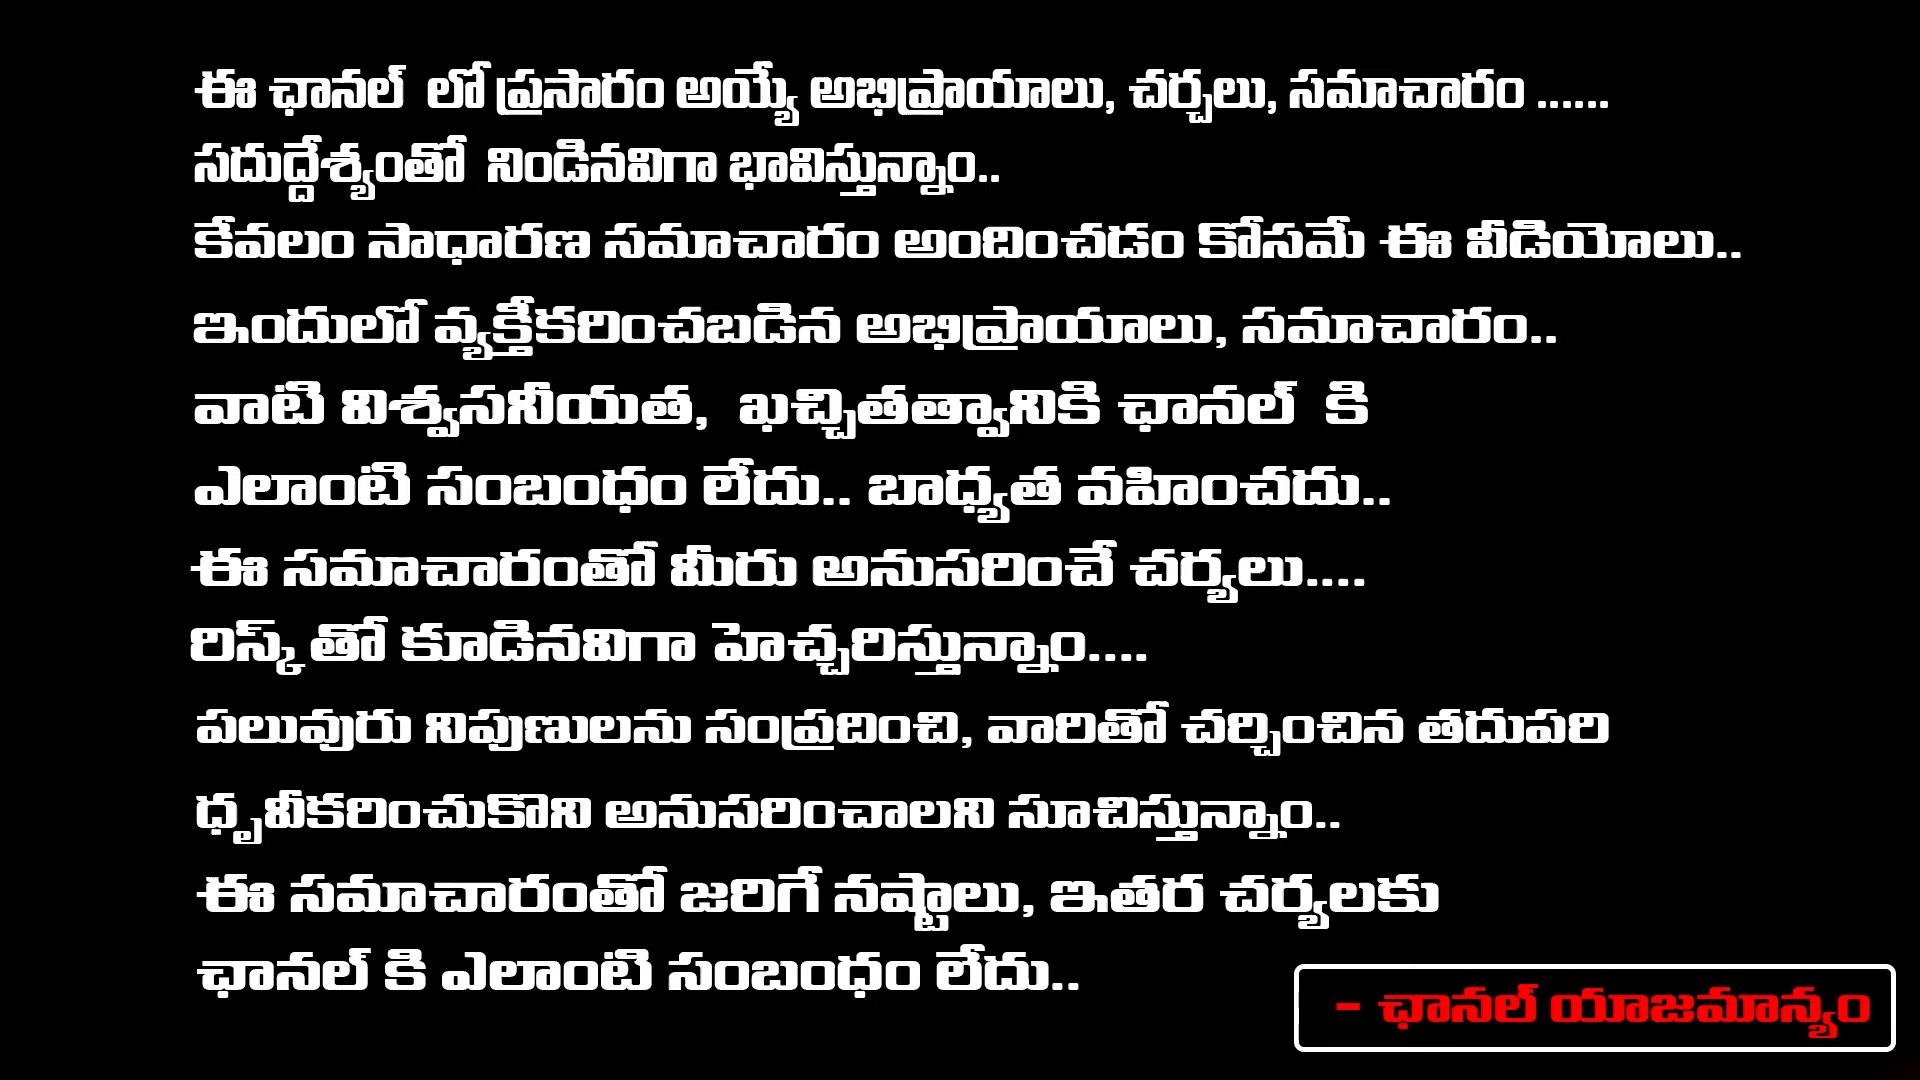 ఈ ఛానల్ లో ప్రసారం అయ్యే అభిప్రాయాలు, చర్చలు, సమాచారం ......
సదుద్దేశ్యంతో నిండినవిగా భావిస్తున్నాం..
కేవలం సాధారణ సమాచారం అందించడం కోసమే ఈ వీడియోలు..
ఇందులో వ్యక్తీకరించబడిన అభిప్రాయాలు, సమాచారం..
వాటి విశ్వసనీయత, ఖచ్చితత్వానికి ఛానల్ కి
ఎలాంటి సంబంధం లేదు.. బాధ్యత వహించదు..
ఈ సమాచారంతో మీరు అనుసరించే చర్యలు....
రిస్క్ తో కూడినవిగా హెచ్చరిస్తున్నాం....
పలువురు నిపుణులను సంప్రదించి, వారితో చర్చించిన తదుపరి
ధృవీకరించుకొని అనుసరించాలని సూచిస్తున్నాం..
ఈ సమాచారంతో జరిగే నష్టాలు, ఇతర చర్యలకు
ఛానల్ కి ఎలాంటి సంబంధం లేదు..
- ఛానల్ యాజమాన్యం